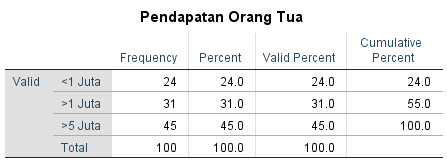 Pendapatan Orang Tua
Frequency Percent Valid Percent Cumulative Percent
Valid <1 Juta 24 24.0 24.0 24.0
>1 Juta 31 31.0 31.0 55.0
>5 Juta 45 45.0 45.0 100.0
Total 100 100.0 100.0